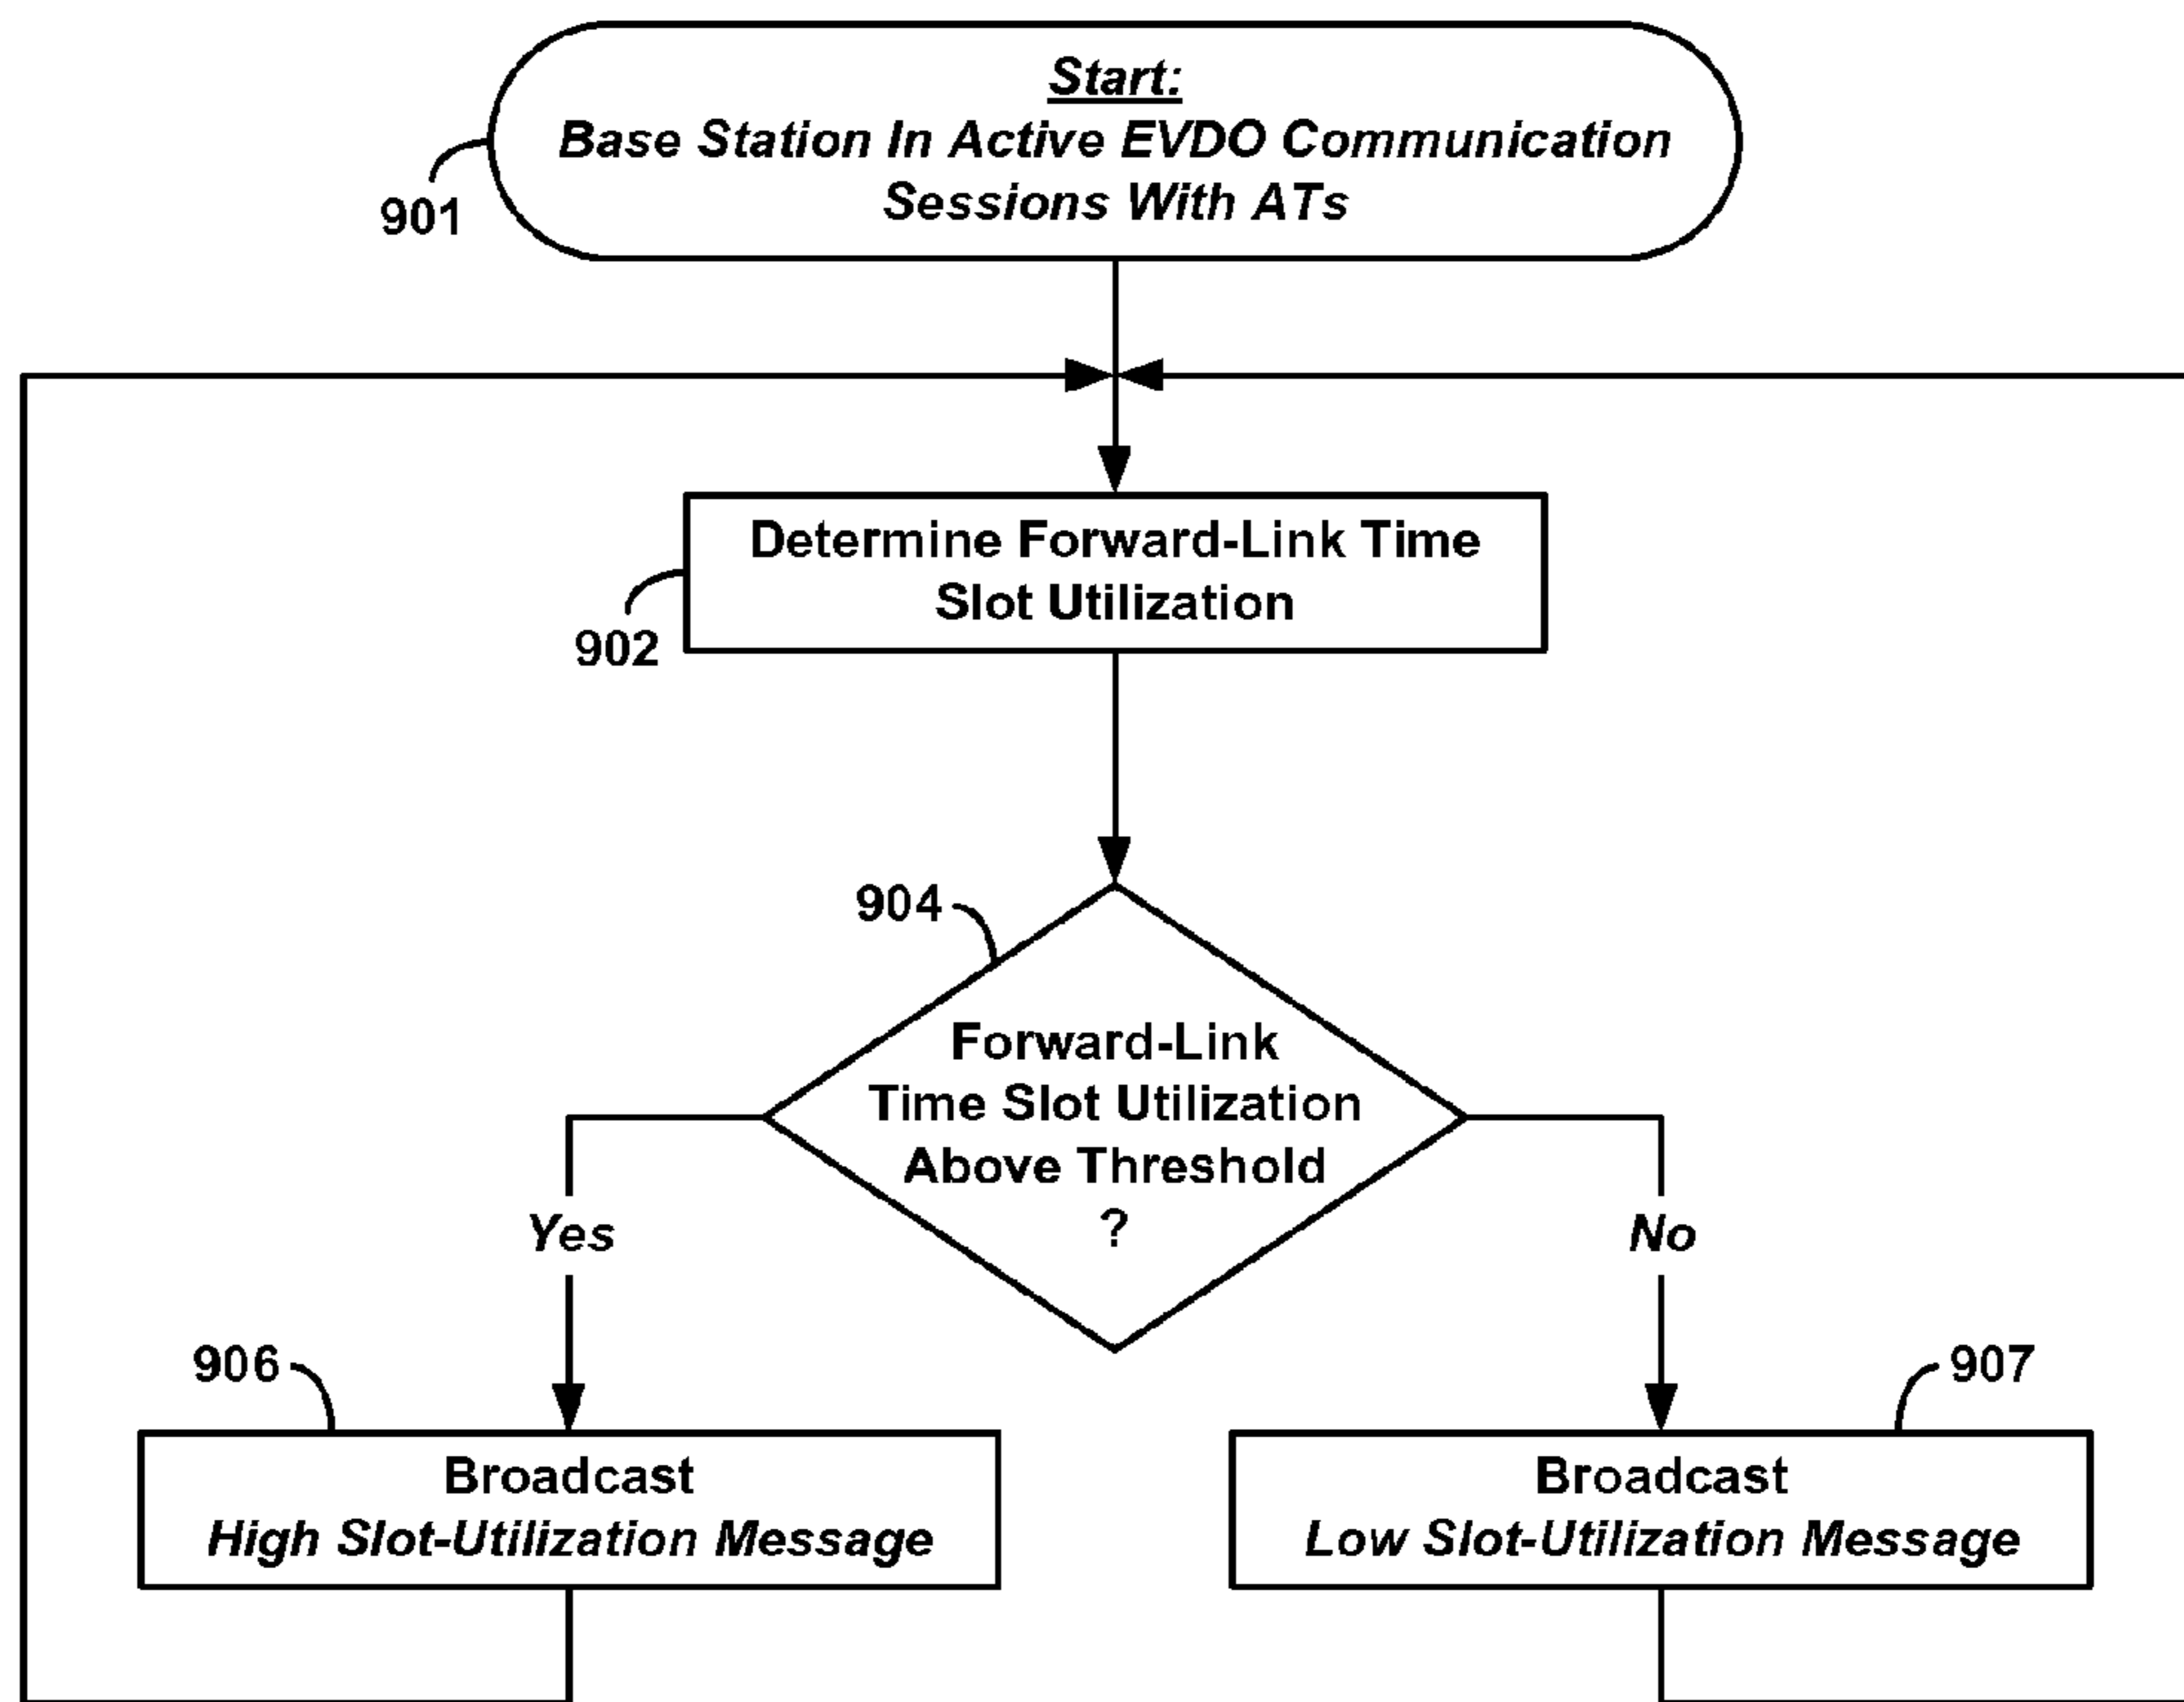 Start:
Base Station In Active EVDO Communication
Sessions With ATs
901
Determine Forward-Link Time
Slot Utilization
902
904
Forward-Link
Time Slot Utilization
Above Threshold
?
Yes
No
906
907
Broadcast
High Slot-Utilization Message
Broadcast
Low Slot-Utilization Message